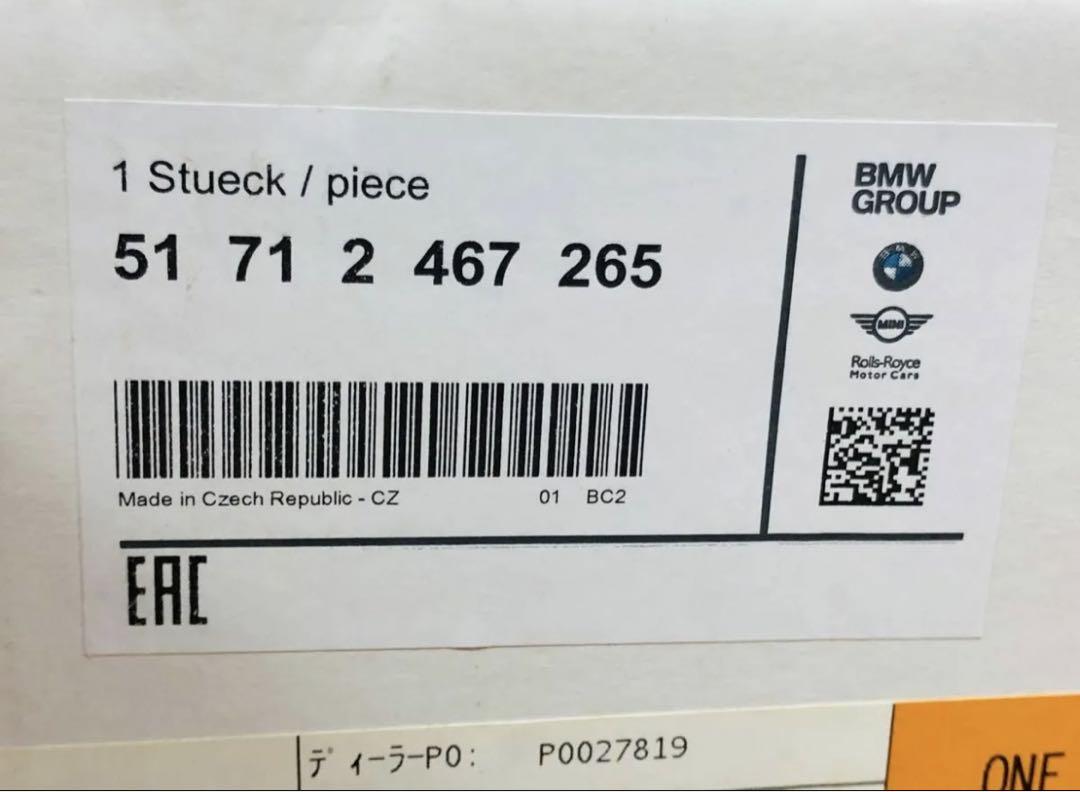 1 Stueck / piece
51 71 2 467 265
Made in Czech Republic - CZ 01 BC2
EAC
BMW
GROUP
BMW
MINI
Rolls-Royce
Motor Cars
ディーラーPO: P0027819
ONE